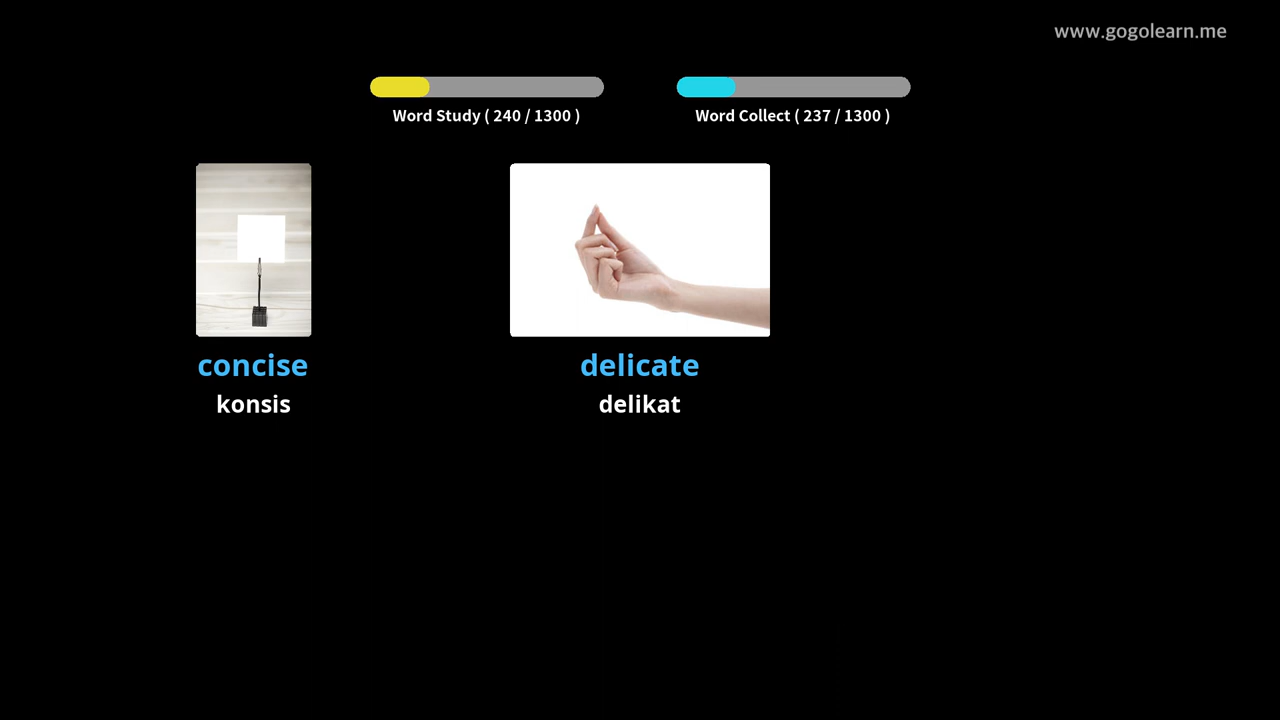 www.gogolearn.me
Word Study ( 240 / 1300 )
Word Collect ( 237 / 1300 )
concise
konsis
delicate
delikat